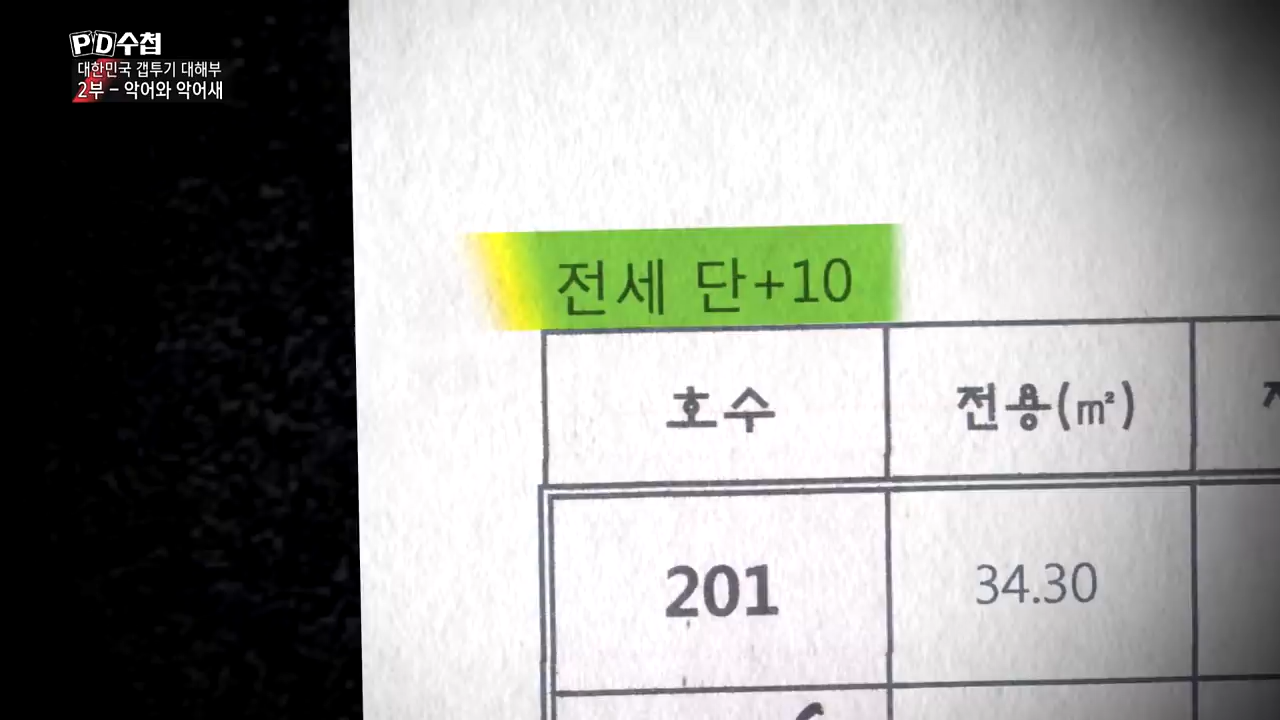 PD수첩
대한민국 갭투기 대해부
2부 - 악어와 악어새
전세 단+10
호수 전용(㎡)
201 34.30